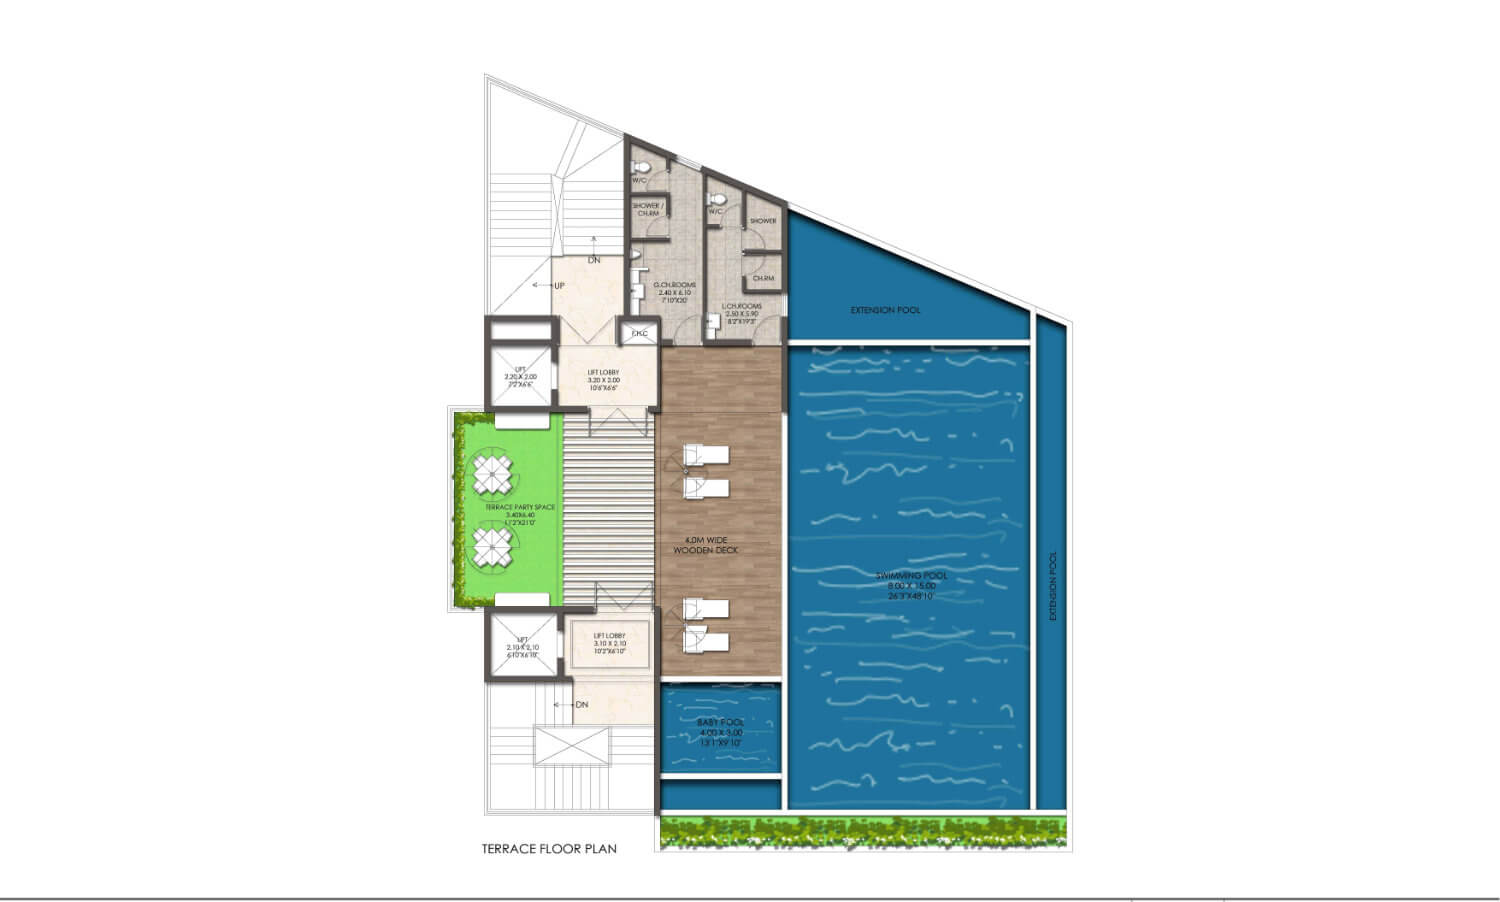 W/C
SHOWER /
CH.RM
W/C
SHOWER
CH.RM
DN
UP
G.CH.ROOMS
2.40 X 6.10
7'10"X20'
L.CH.ROOMS
2.50 X 5.90
8'2"X19'3"
EXTENSION POOL
F.H.C
LIFT
2.20 X 2.00
7'2"X6'6"
LIFT LOBBY
3.20 X 2.00
10'6"X6'6"
TERRACE PARTY SPACE
3.40X6.40
11'2"X21'0"
4.0M WIDE
WOODEN DECK
SWIMMING POOL
8.00 X 15.00
26'3"X48'10"
EXTENSION POOL
LIFT
2.10 X 2.10
6'10"X6'10"
LIFT LOBBY
3.10 X 2.10
10'2"X6'10"
DN
BABY POOL
4.00 X 3.00
13'1"X9'10"
TERRACE FLOOR PLAN